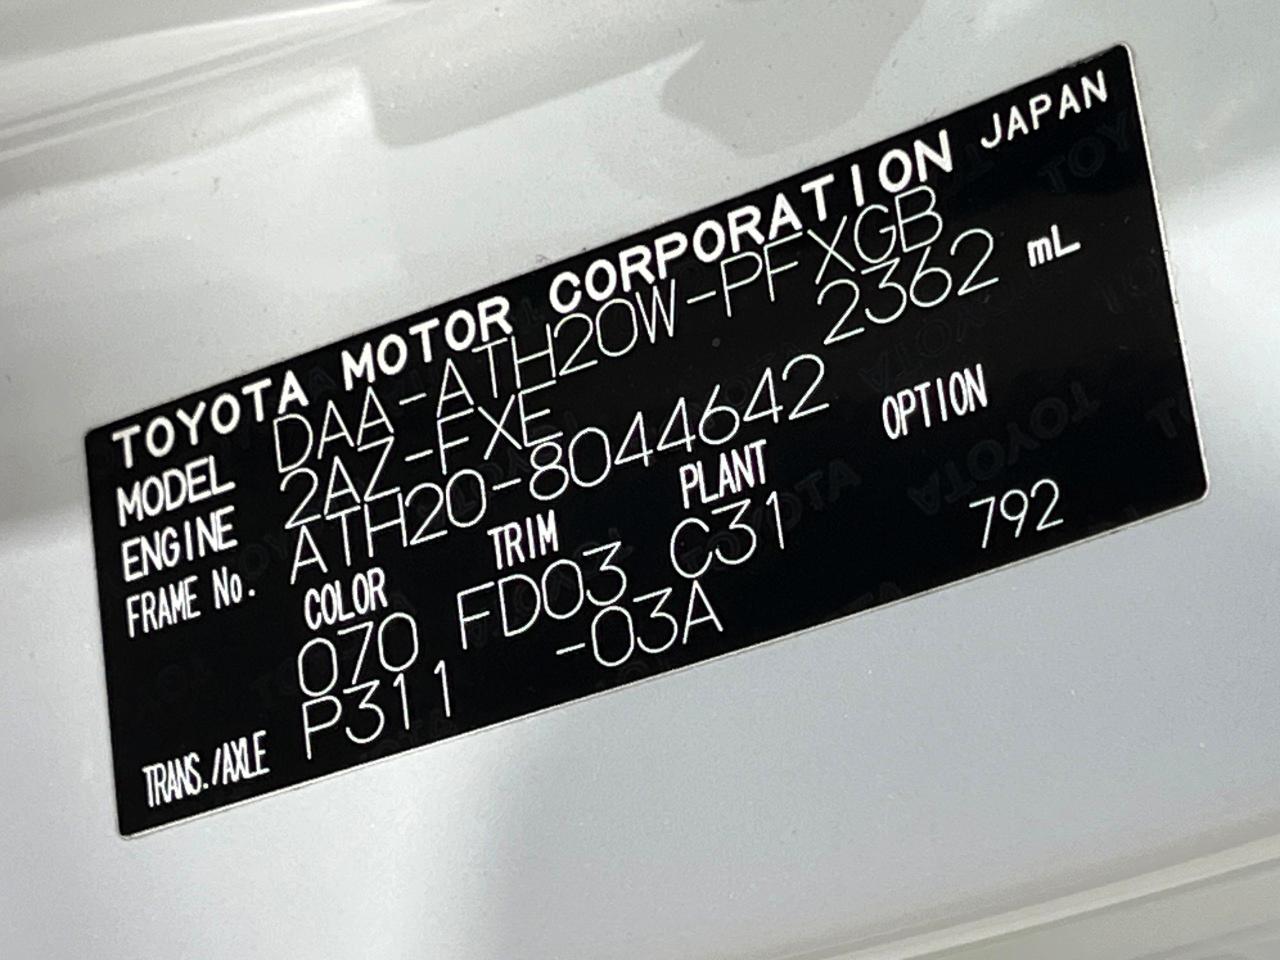 TOYOTA MOTOR CORPORATION JAPAN
MODEL DAA-ATH20W-PFXGB
ENGINE 2AZ-FXE 2362 mL
FRAME No. ATH20-8044642
COLOR TRIM PLANT OPTION
070 FD03 C31 792
TRANS./AXLE P311 -03A